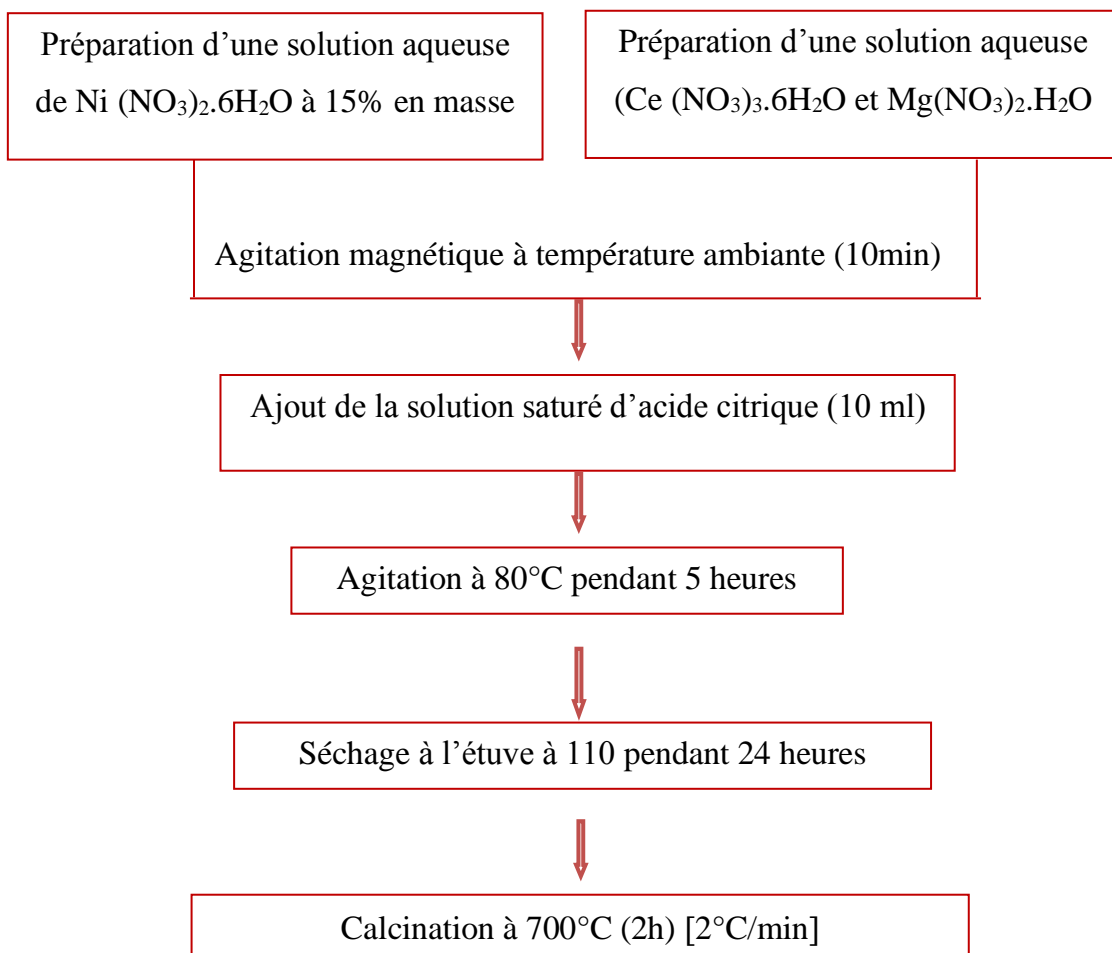 Préparation d’une solution aqueuse
de Ni (NO₃)₂.6H₂O à 15% en masse
Préparation d’une solution aqueuse
(Ce (NO₃)₃.6H₂O et Mg(NO₃)₂.H₂O
Agitation magnétique à température ambiante (10min)
Ajout de la solution saturé d’acide citrique (10 ml)
Agitation à 80°C pendant 5 heures
Séchage à l’étuve à 110 pendant 24 heures
Calcination à 700°C (2h) [2°C/min]